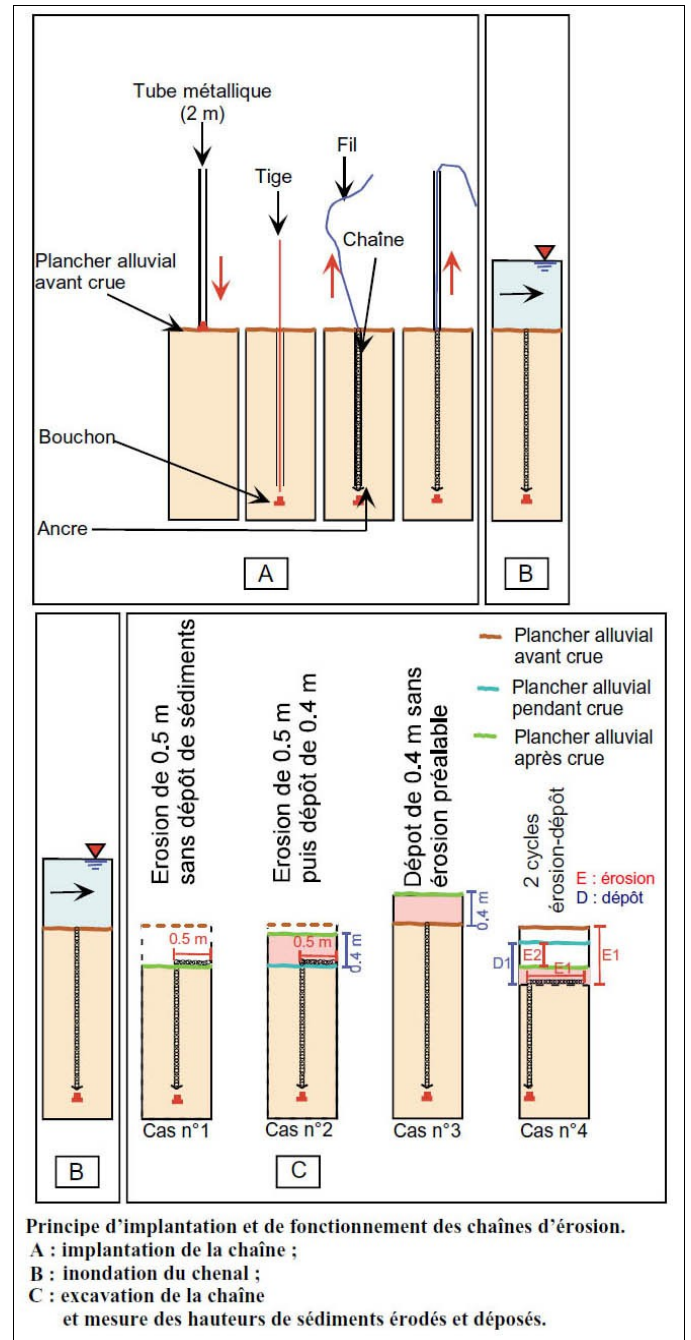 Tube métallique
(2 m)
Fil
Tige
Chaîne
Plancher alluvial
avant crue
Bouchon
Ancre
A
B
Erosion de 0.5 m
sans dépôt de sédiments
Erosion de 0.5 m
puis dépôt de 0.4 m
Dépot de 0.4 m sans
érosion préalable
2 cycles
érosion-dépôt
Plancher alluvial
avant crue
Plancher alluvial
pendant crue
Plancher alluvial
après crue
E : érosion
D : dépôt
0.5 m
0.5 m
0.4 m
0.4 m
D1
E2
E1
E1
Cas n°1
Cas n°2
Cas n°3
Cas n°4
B
C
Principe d'implantation et de fonctionnement des chaînes d'érosion.
A : implantation de la chaîne ;
B : inondation du chenal ;
C : excavation de la chaîne
et mesure des hauteurs de sédiments érodés et déposés.